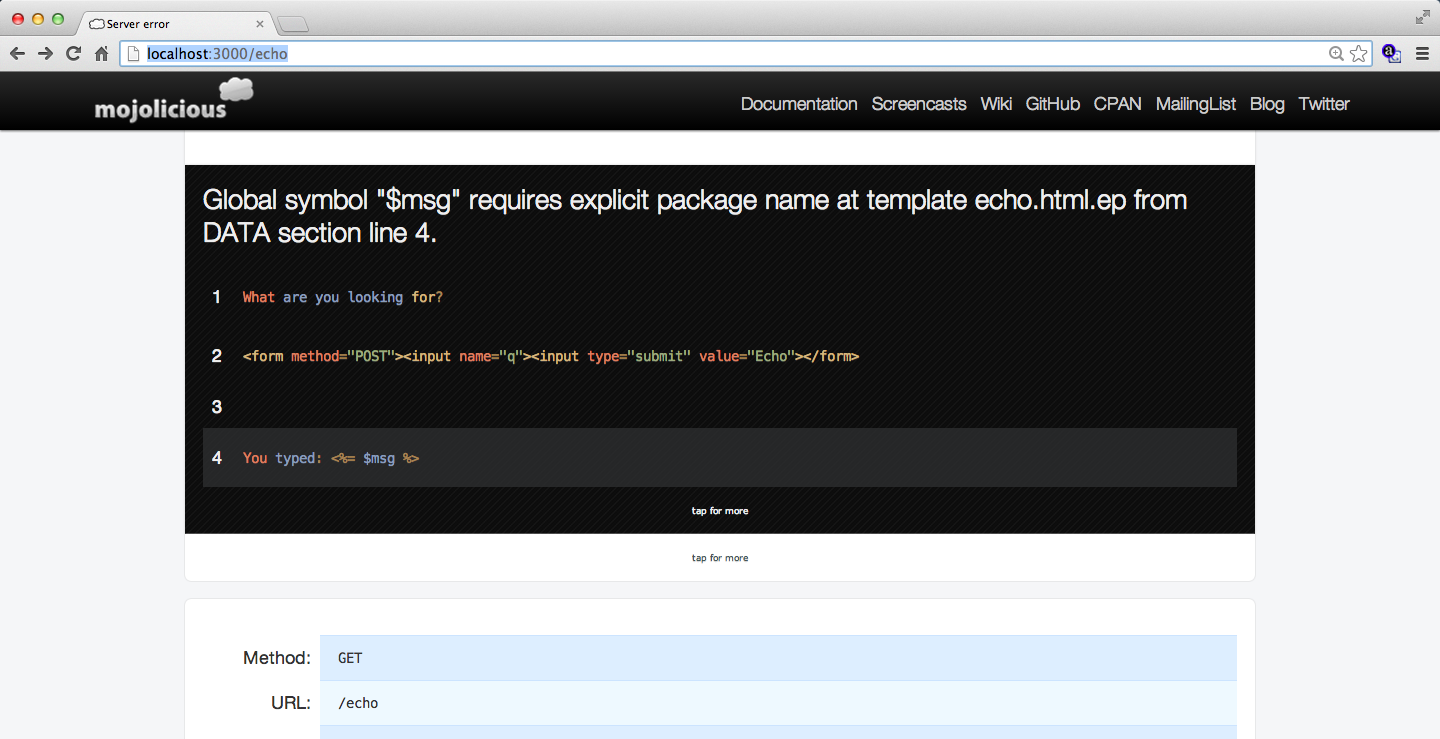 Server error
localhost:3000/echo
mojolicious
Documentation Screencasts Wiki GitHub CPAN MailingList Blog Twitter
Global symbol "$msg" requires explicit package name at template echo.html.ep from
DATA section line 4.
1 What are you looking for?
2 <form method="POST"><input name="q"><input type="submit" value="Echo"></form>
3
4 You typed: <%= $msg %>
tap for more
tap for more
Method: GET
URL: /echo